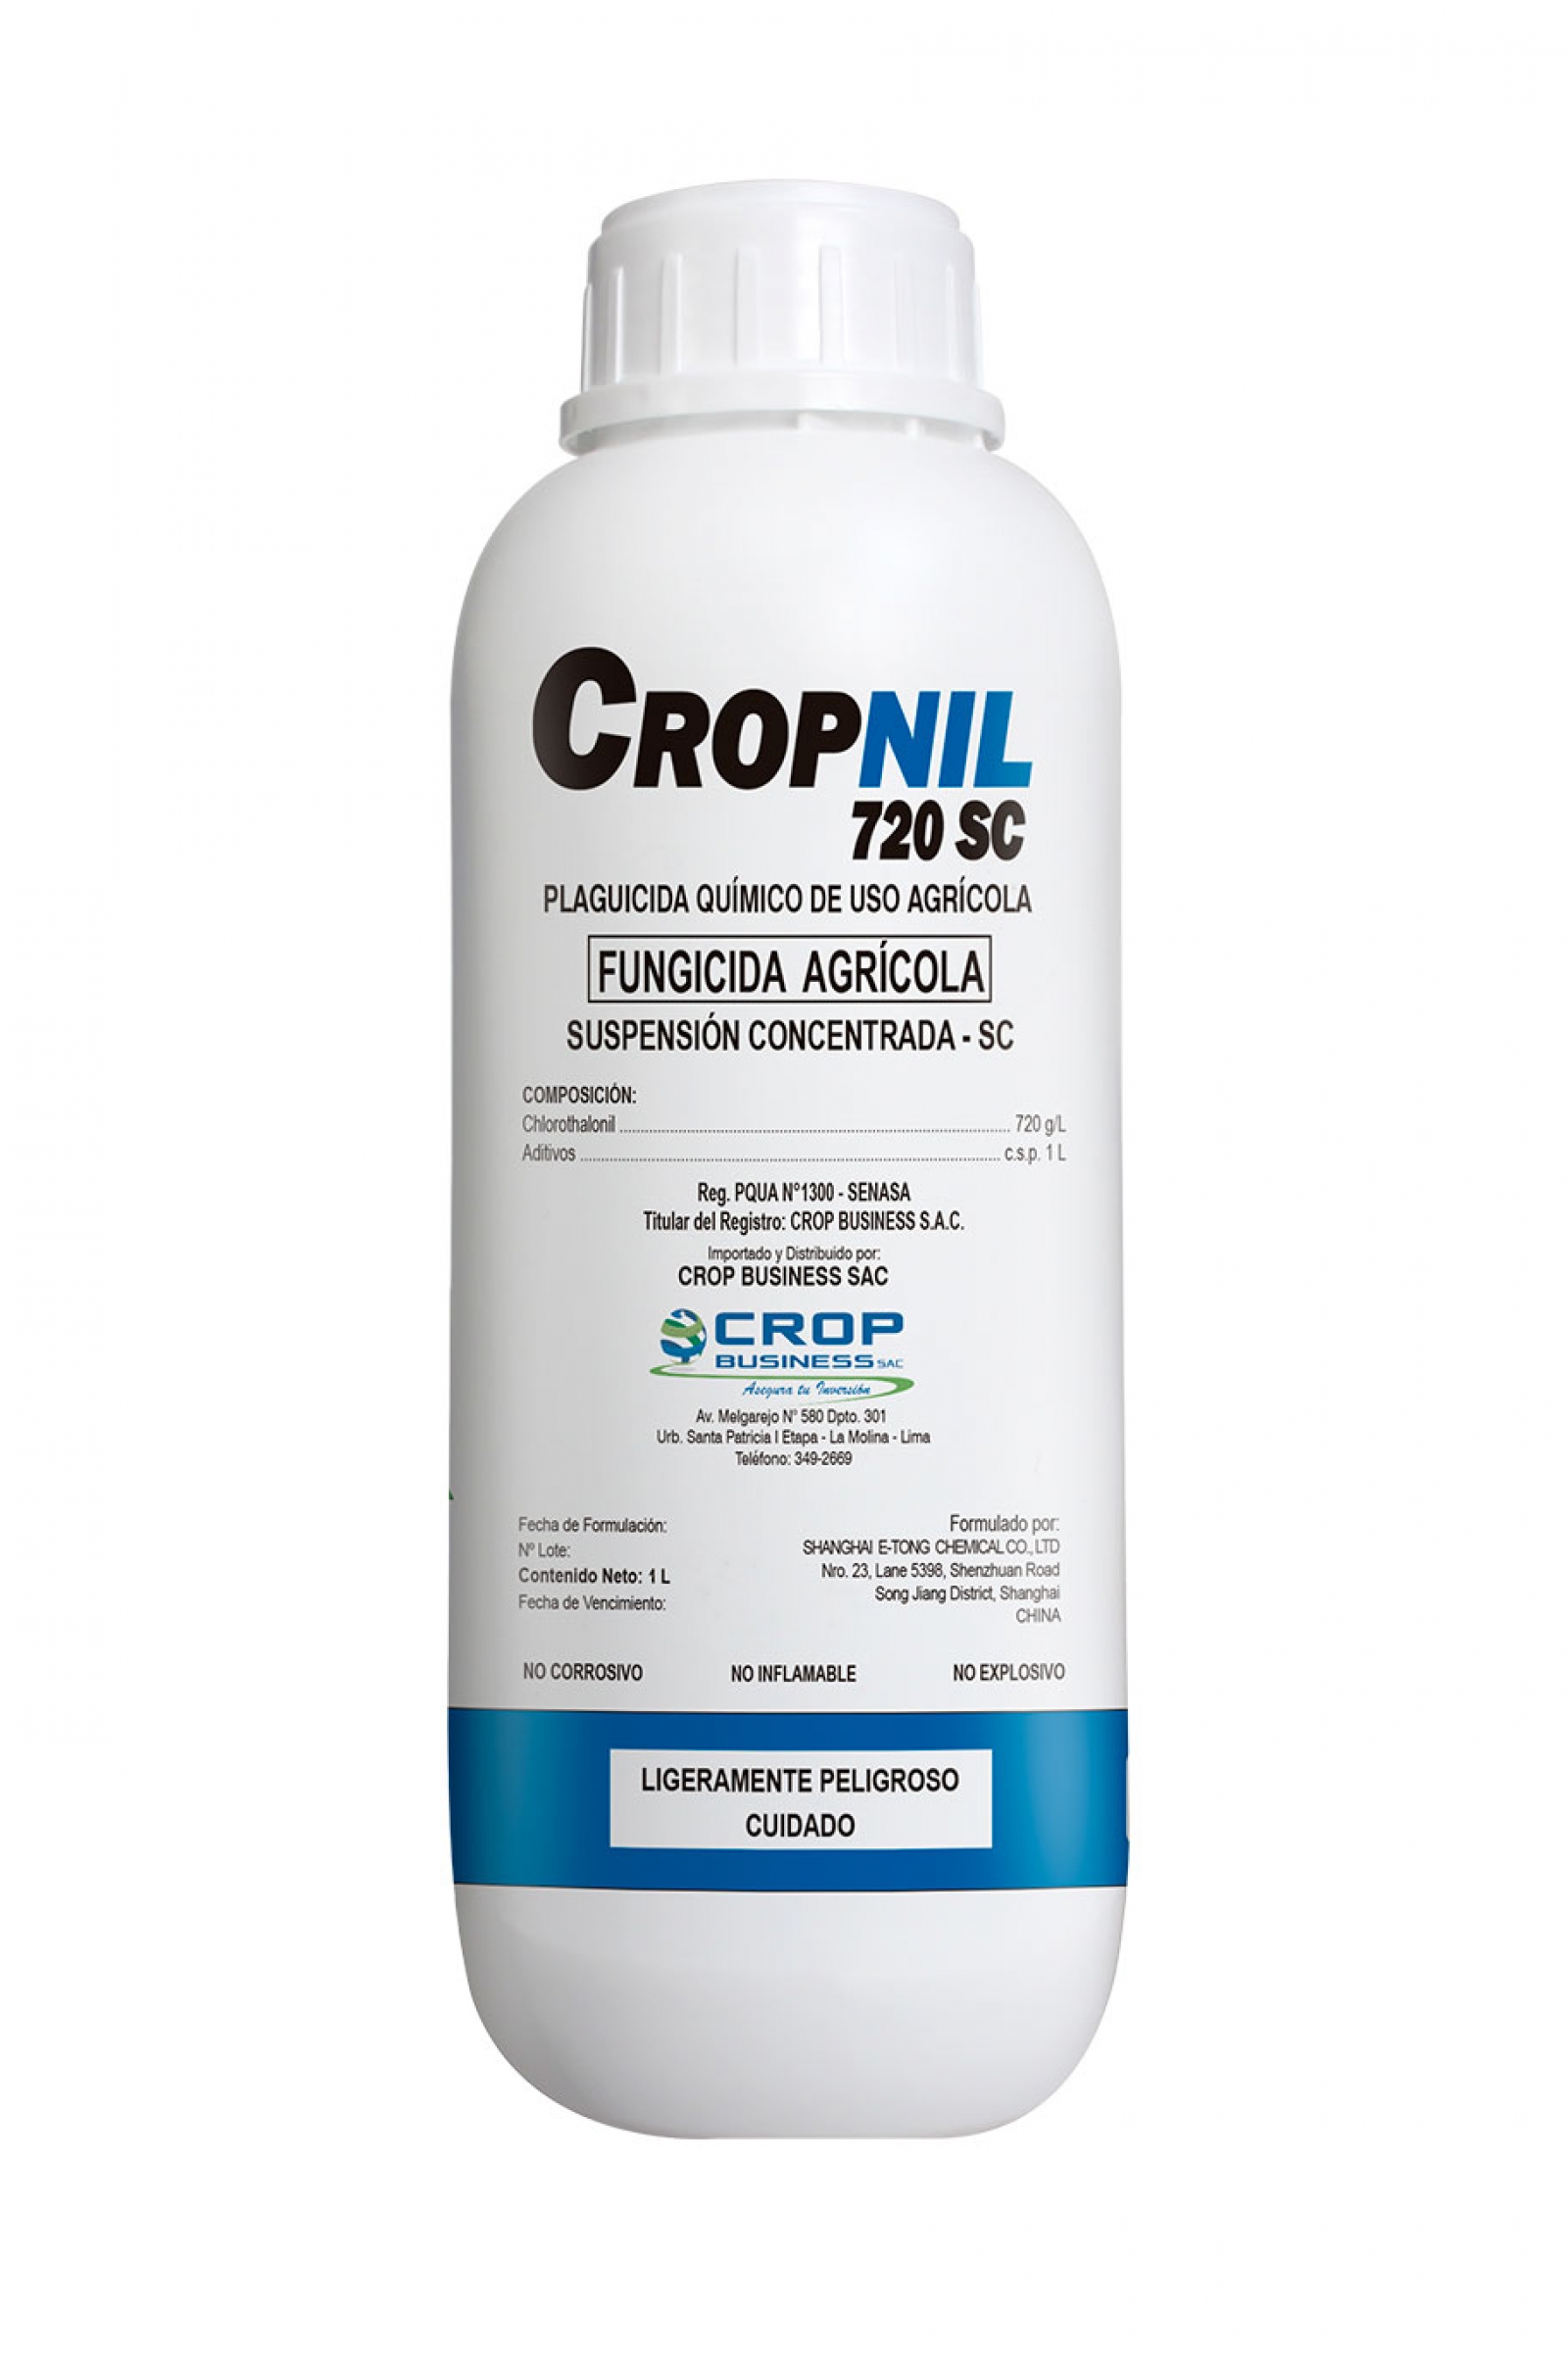 CROPNIL
720 SC
PLAGUICIDA QUÍMICO DE USO AGRÍCOLA
FUNGICIDA AGRÍCOLA
SUSPENSIÓN CONCENTRADA - SC
COMPOSICIÓN:
Chlorothalonil ........................................ 720 g/L
Aditivos ........................................ c.s.p. 1 L
Reg. PQUA N°1300 - SENASA
Titular del Registro: CROP BUSINESS S.A.C.
Importado y Distribuido por:
CROP BUSINESS SAC
CROP
BUSINESS SAC
Asegura tu Inversión
Av. Melgarejo N° 580 Dpto. 301
Urb. Santa Patricia I Etapa - La Molina - Lima
Teléfono: 349-2669
Fecha de Formulación:
Nº Lote:
Contenido Neto: 1 L
Fecha de Vencimiento:
Formulado por:
SHANGHAI E-TONG CHEMICAL CO., LTD
Nro. 23, Lane 5398, Shenzhuan Road
Song Jiang District, Shanghai
CHINA
NO CORROSIVO NO INFLAMABLE NO EXPLOSIVO
LIGERAMENTE PELIGROSO
CUIDADO